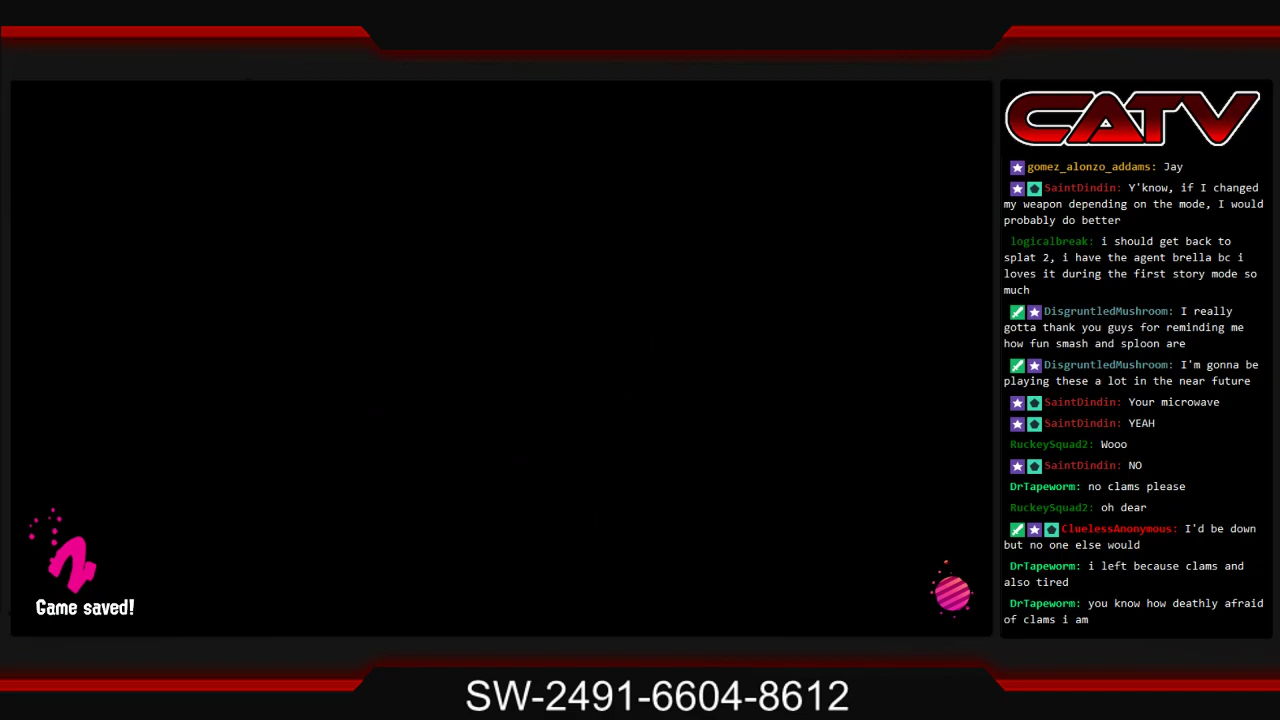 CATV
gomez_alonzo_addams: Jay
SaintDindin: Y'know, if I changed
my weapon depending on the mode, I would
probably do better
logicalbreak: i should get back to
splat 2, i have the agent brella bc i
loves it during the first story mode so
much
DisgruntledMushroom: I really
gotta thank you guys for reminding me
how fun smash and sploon are
DisgruntledMushroom: I'm gonna be
playing these a lot in the near future
SaintDindin: Your microwave
SaintDindin: YEAH
RuckeySquad2: Wooo
SaintDindin: NO
DrTapeworm: no clams please
RuckeySquad2: oh dear
CluelessAnonymous: I'd be down
but no one else would
DrTapeworm: i left because clams and
also tired
DrTapeworm: you know how deathly afraid
of clams i am
2
Game saved!
SW-2491-6604-8612